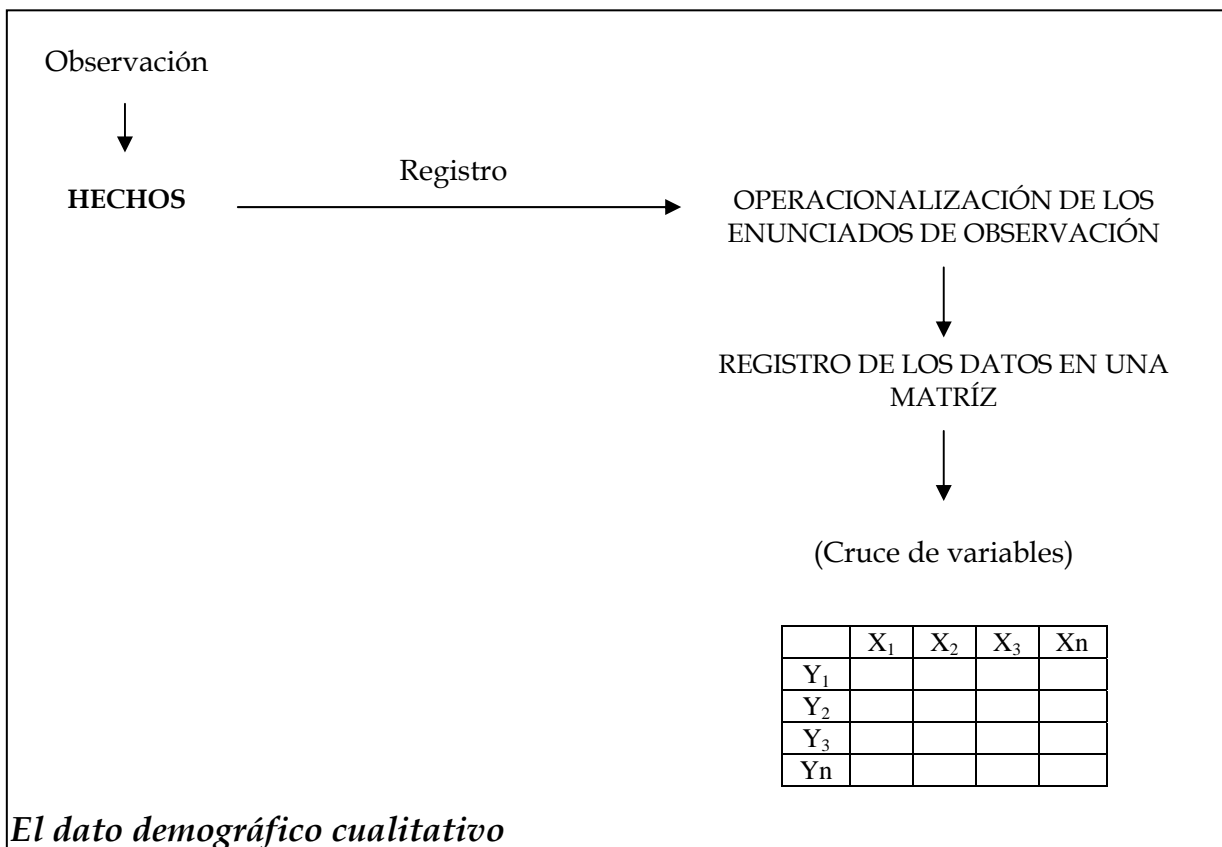 Observación
HECHOS
Registro
OPERACIONALIZACIÓN DE LOS
ENUNCIADOS DE OBSERVACIÓN
REGISTRO DE LOS DATOS EN UNA
MATRÍZ
(Cruce de variables)
X₁ X₂ X₃ Xn
Y₁
Y₂
Y₃
Yn
El dato demográfico cualitativo